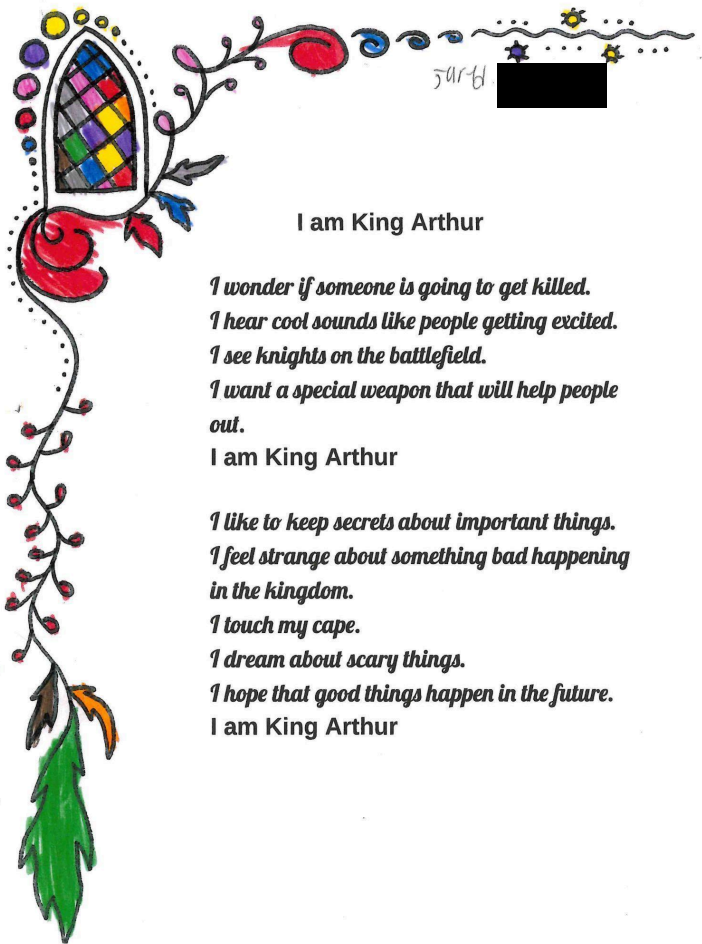 I am King Arthur
I wonder if someone is going to get killed.
I hear cool sounds like people getting excited.
I see knights on the battlefield.
I want a special weapon that will help people
out.
I am King Arthur
I like to keep secrets about important things.
I feel strange about something bad happening
in the kingdom.
I touch my cape.
I dream about scary things.
I hope that good things happen in the future.
I am King Arthur